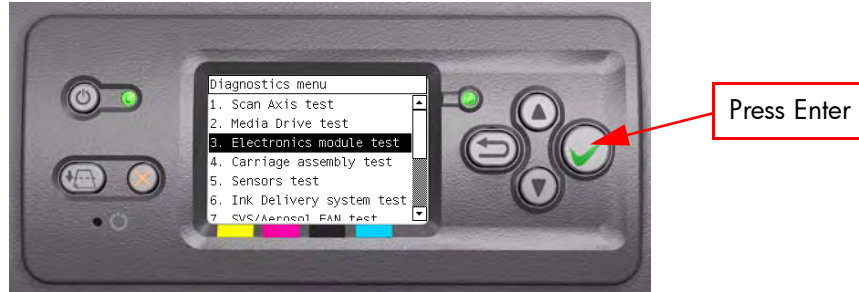 Diagnostics menu
1. Scan Axis test
2. Media Drive test
3. Electronics module test
4. Carriage assembly test
5. Sensors test
6. Ink Delivery system test
7. SVS/Aerosol FAN test
Press Enter